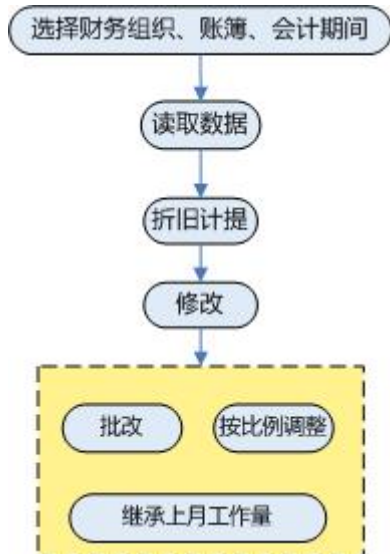 选择财务组织、账簿、会计期间
读取数据
折旧计提
修改
批改
按比例调整
继承上月工作量